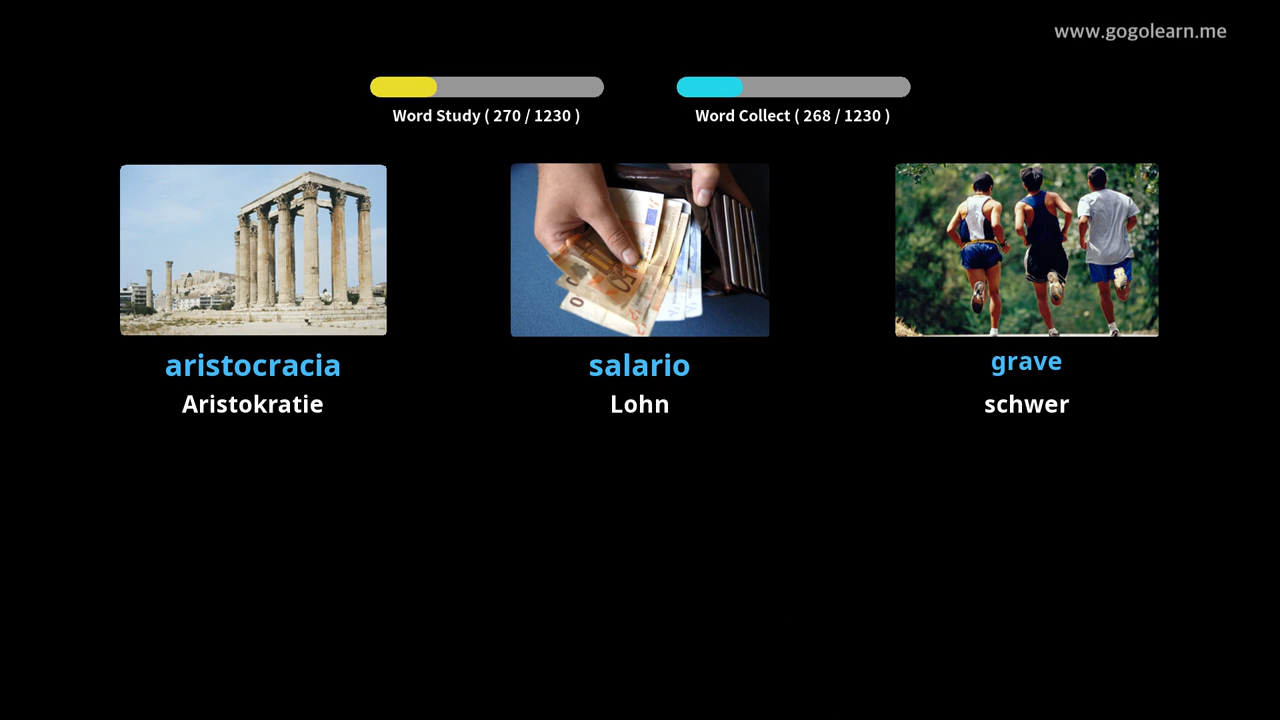 www.gogolearn.me
Word Study ( 270 / 1230 )
Word Collect ( 268 / 1230 )
aristocracia
salario
grave
Aristokratie
Lohn
schwer